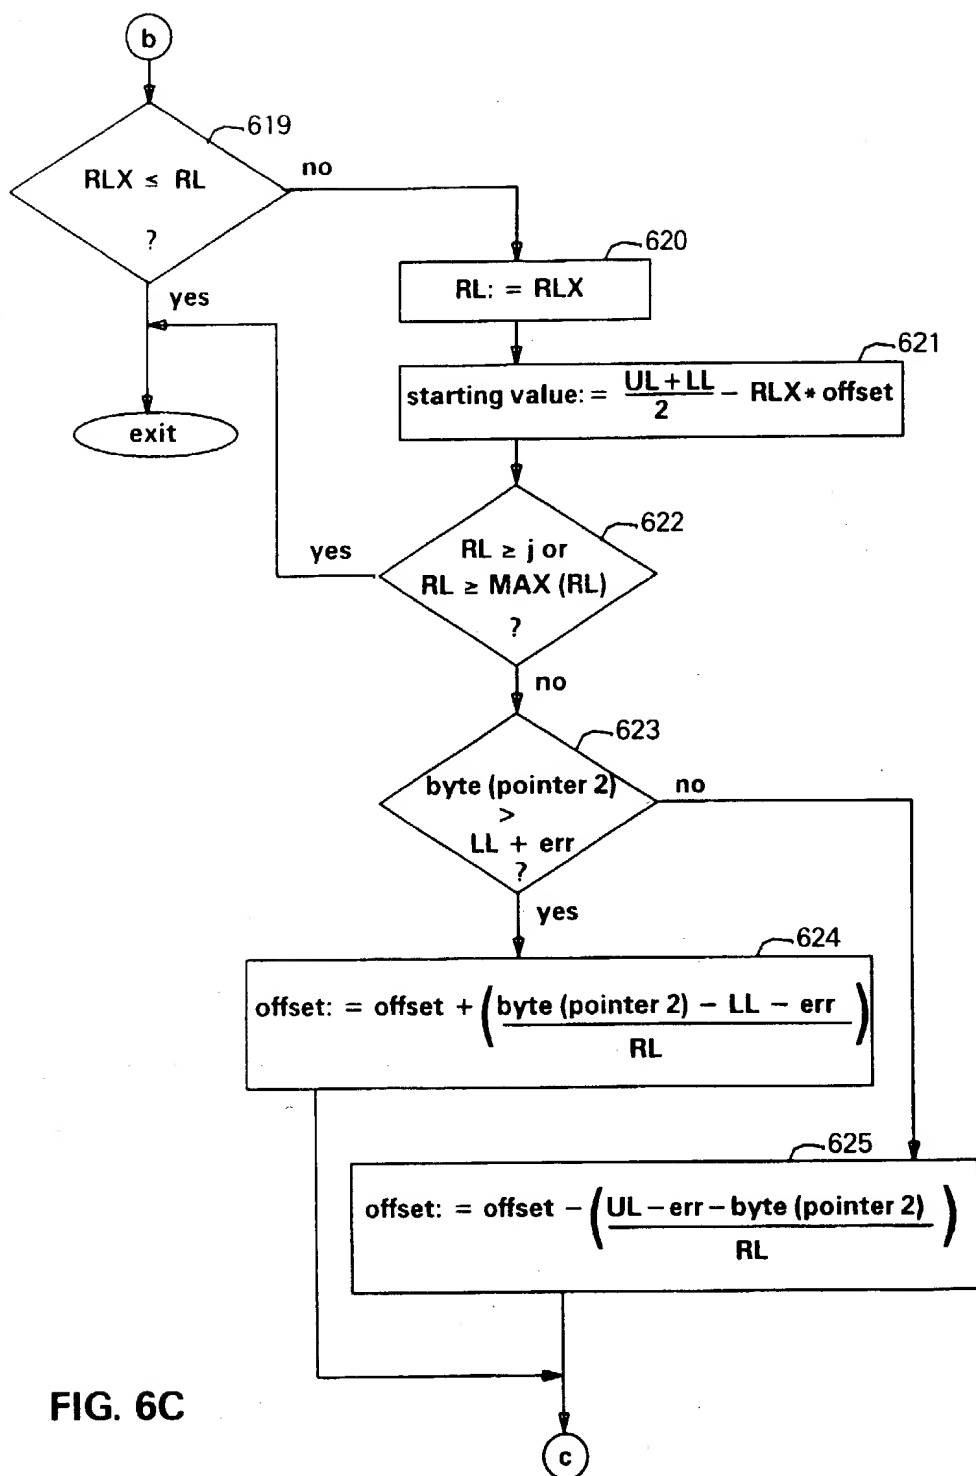 b
619
RLX ≤ RL
?
no
yes
620
RL: = RLX
621
starting value: = UL + LL / 2 − RLX * offset
exit
622
RL ≥ j or
RL ≥ MAX (RL)
?
yes
no
623
byte (pointer 2)
>
LL + err
?
no
yes
624
offset: = offset + ( byte (pointer 2) − LL − err / RL )
625
offset: = offset − ( UL − err − byte (pointer 2) / RL )
FIG. 6C
c